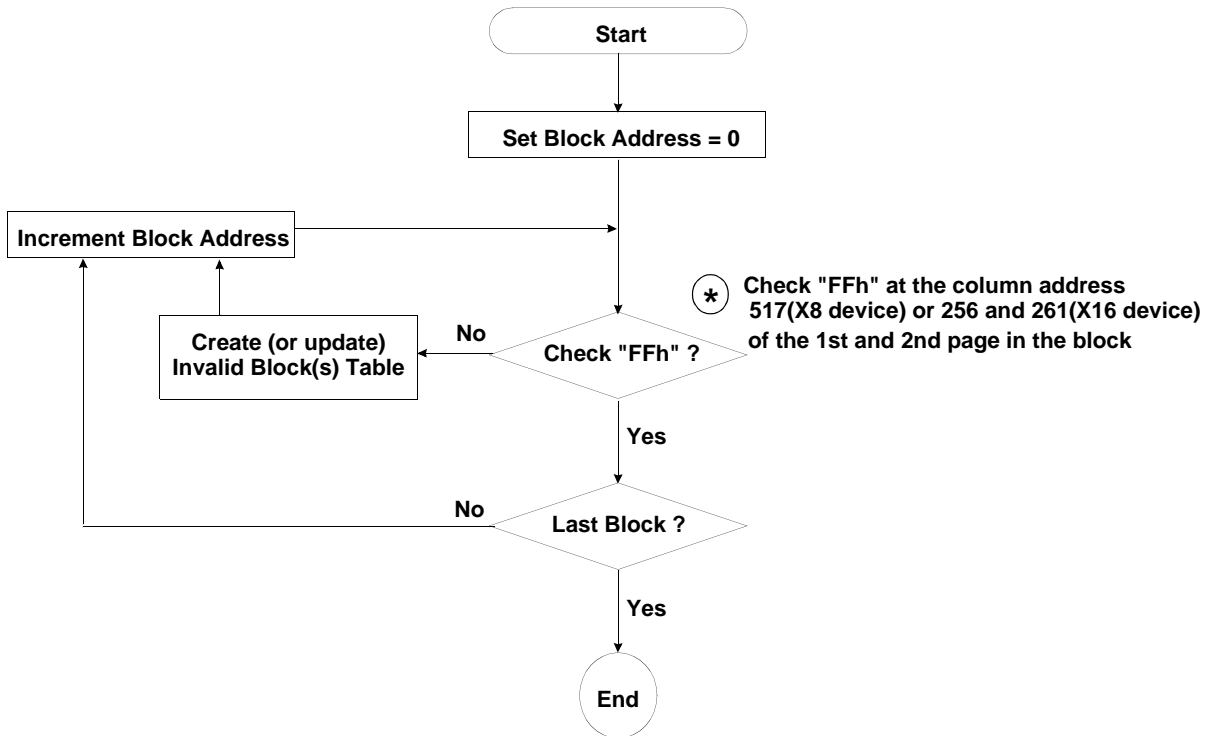 Start
Set Block Address = 0
Increment Block Address
* Check "FFh" at the column address
517(X8 device) or 256 and 261(X16 device)
of the 1st and 2nd page in the block
No
Create (or update)
Invalid Block(s) Table
Check "FFh" ?
Yes
No
Last Block ?
Yes
End